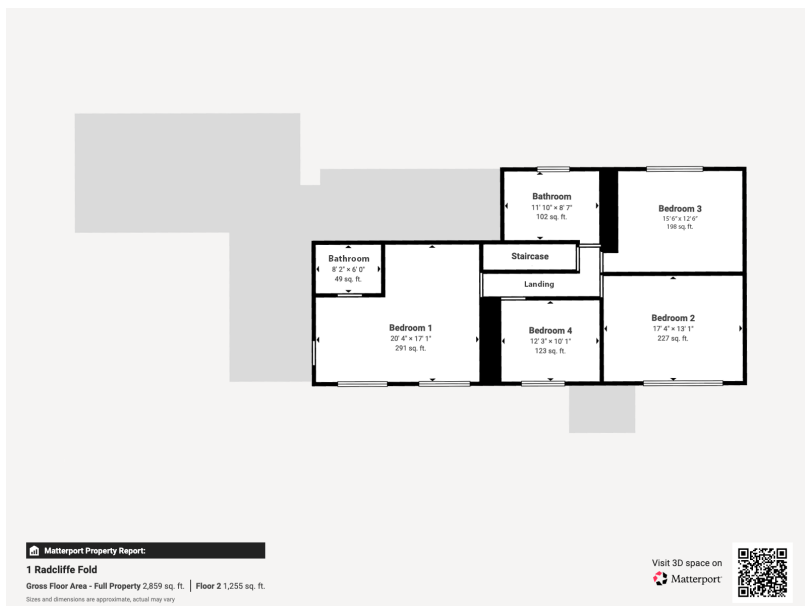 Bathroom
11' 10" × 8' 7"
102 sq. ft.
Bedroom 3
15'6" x 12'6"
198 sq. ft.
Staircase
Bathroom
8' 2" × 6' 0"
49 sq. ft.
Landing
Bedroom 1
20' 4" × 17' 1"
291 sq. ft.
Bedroom 4
12' 3" × 10' 1"
123 sq. ft.
Bedroom 2
17' 4" × 13' 1"
227 sq. ft.
Matterport Property Report:
1 Radcliffe Fold
Gross Floor Area - Full Property 2,859 sq. ft. | Floor 2 1,255 sq. ft.
Sizes and dimensions are approximate, actual may vary
Visit 3D space on
Matterport